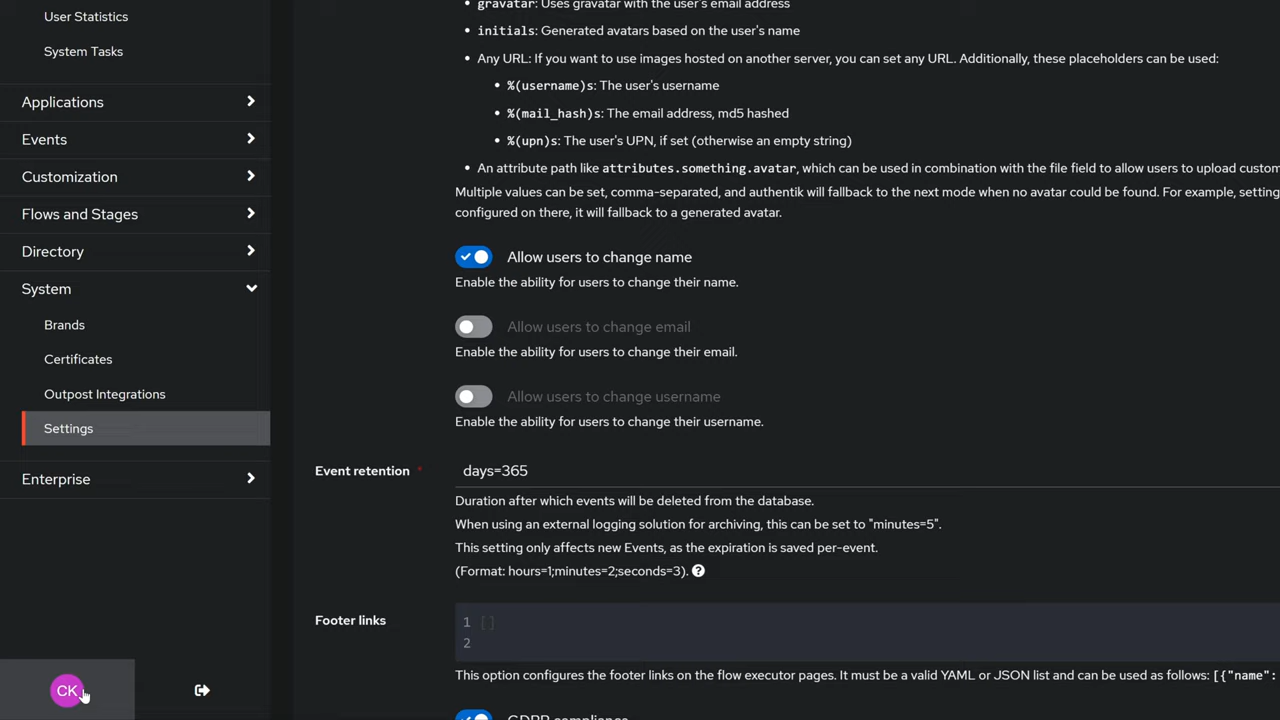 User Statistics
System Tasks
Applications
Events
Customization
Flows and Stages
Directory
System
Brands
Certificates
Outpost Integrations
Settings
Enterprise
CK
gravatar: Uses gravatar with the user's email address
initials: Generated avatars based on the user's name
Any URL: If you want to use images hosted on another server, you can set any URL. Additionally, these placeholders can be used:
%(username)s: The user's username
%(mail_hash)s: The email address, md5 hashed
%(upn)s: The user's UPN, if set (otherwise an empty string)
An attribute path like attributes.something.avatar, which can be used in combination with the file field to allow users to upload custom
Multiple values can be set, comma-separated, and authentik will fallback to the next mode when no avatar could be found. For example, setting
configured on there, it will fallback to a generated avatar.
Allow users to change name
Enable the ability for users to change their name.
Allow users to change email
Enable the ability for users to change their email.
Allow users to change username
Enable the ability for users to change their username.
Event retention *
days=365
Duration after which events will be deleted from the database.
When using an external logging solution for archiving, this can be set to "minutes=5".
This setting only affects new Events, as the expiration is saved per-event.
(Format: hours=1;minutes=2;seconds=3).
Footer links
1 []
2
This option configures the footer links on the flow executor pages. It must be a valid YAML or JSON list and can be used as follows: [{"name":
GDPR compliance